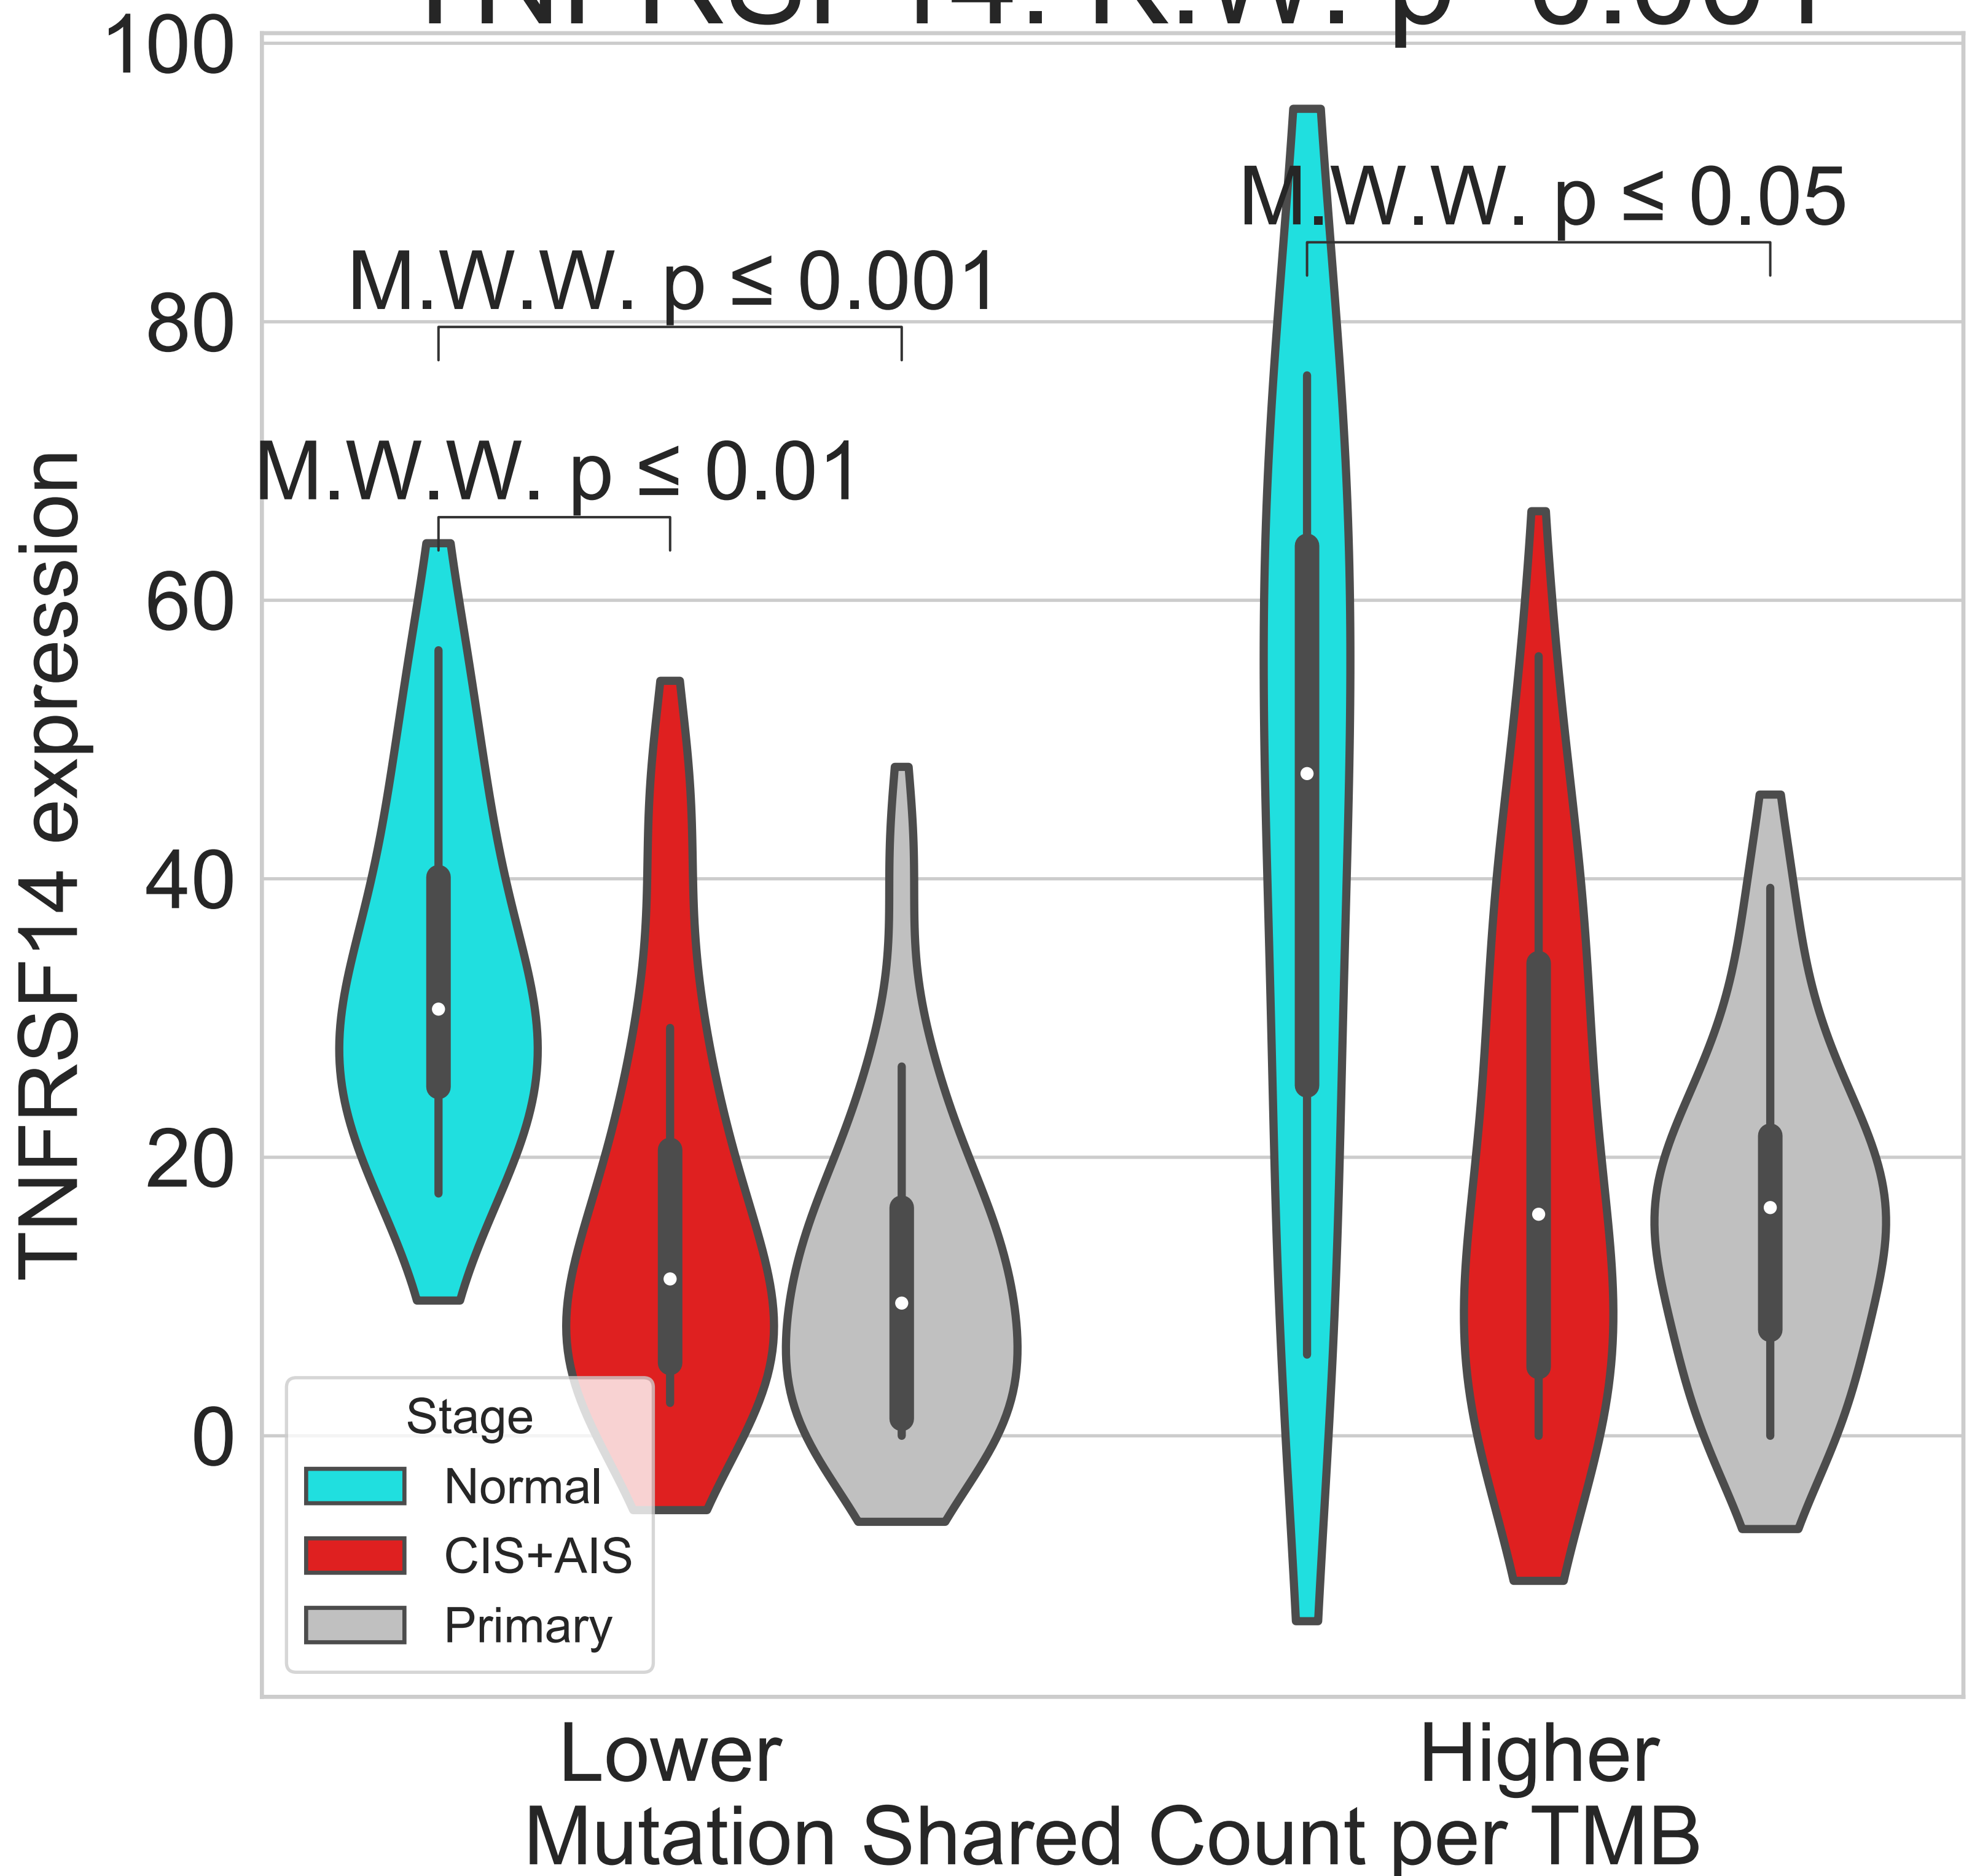 100
80
60
40
20
0
TNFRSF14 expression
M.W.W. p ≤ 0.05
M.W.W. p ≤ 0.001
M.W.W. p ≤ 0.01
Stage
Normal
CIS+AIS
Primary
Lower
Higher
Mutation Shared Count per TMB